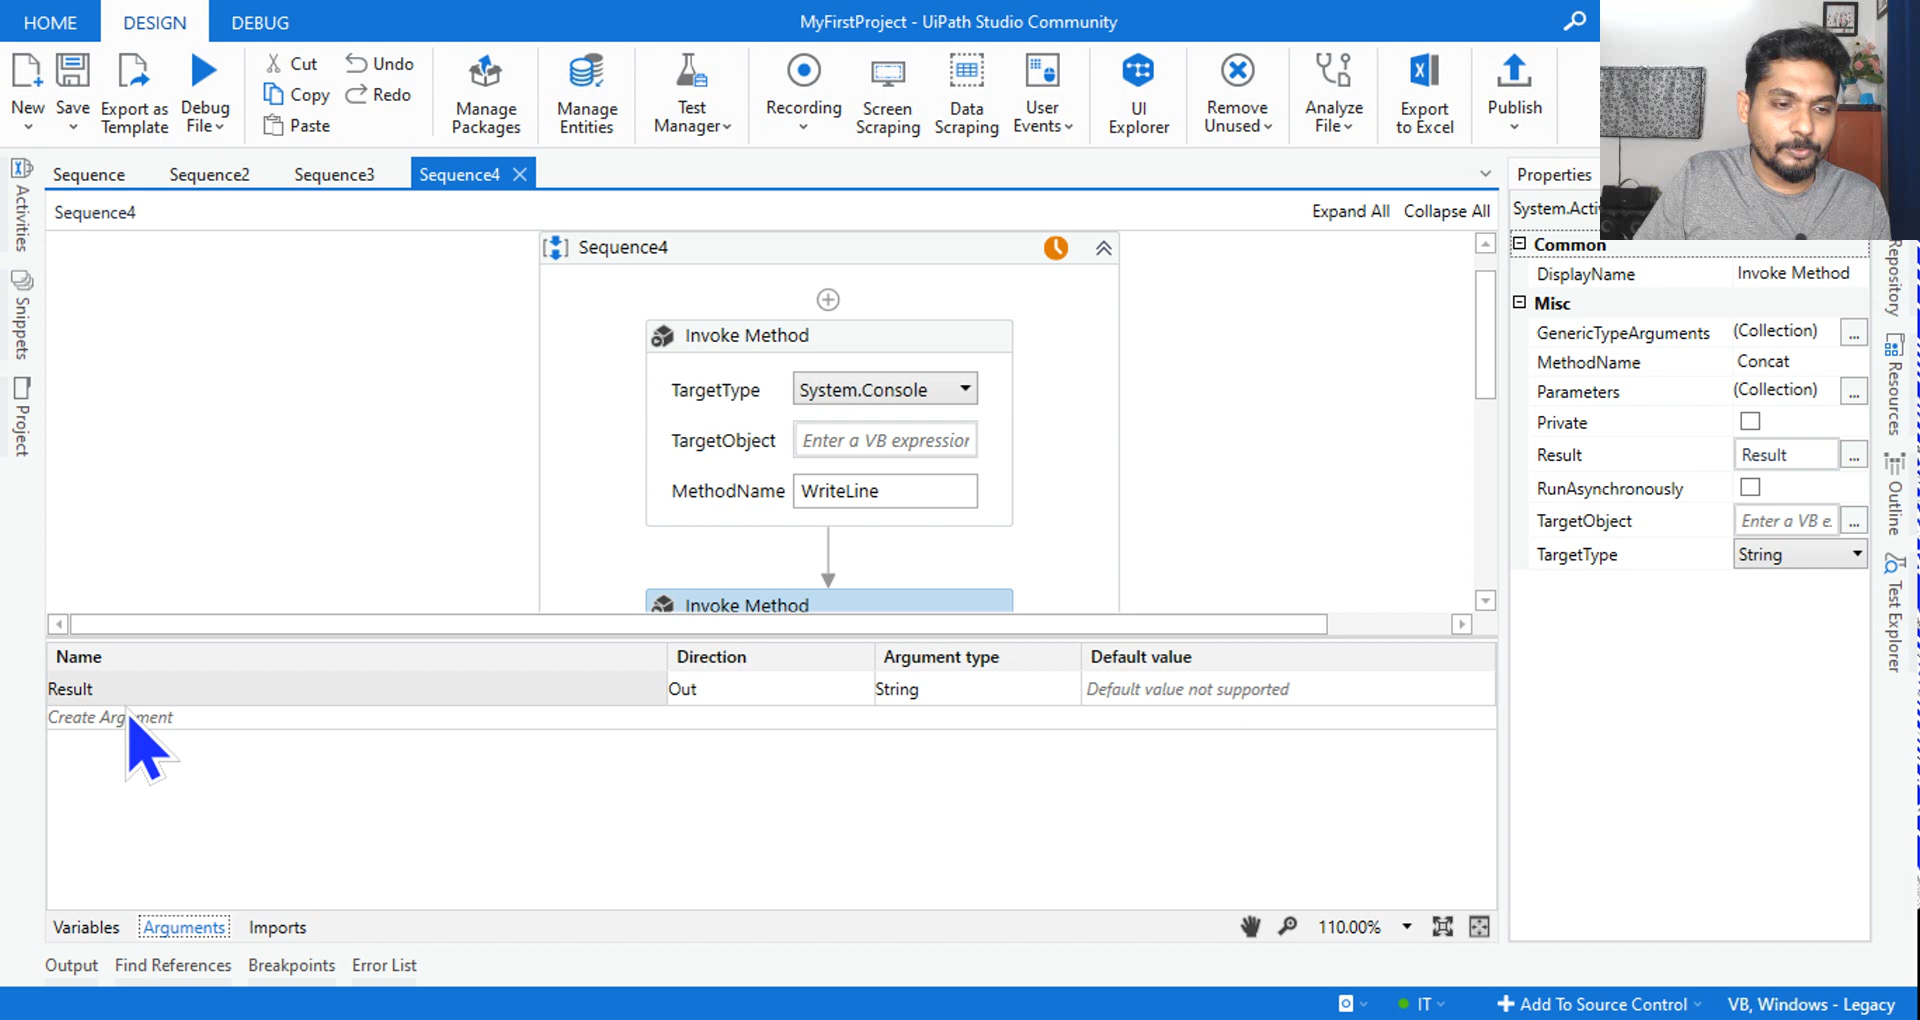 HOME DESIGN DEBUG MyFirstProject - UiPath Studio Community
New Save Export as Template Debug File
Cut Copy Paste Undo Redo
Manage Packages Manage Entities Test Manager Recording Screen Scraping Data Scraping User Events UI Explorer Remove Unused Analyze File Export to Excel Publish
Sequence Sequence2 Sequence3 Sequence4 Properties
Sequence4 Expand All Collapse All
Activities
Snippets
Project
Sequence4
Invoke Method
TargetType System.Console
TargetObject Enter a VB expression
MethodName WriteLine
Invoke Method
System.Acti
Common
DisplayName Invoke Method
Misc
GenericTypeArguments (Collection) ...
MethodName Concat
Parameters (Collection) ...
Private
Result Result ...
RunAsynchronously
TargetObject Enter a VB e. ...
TargetType String
Repository
Resources
Outline
Test Explorer
Name Direction Argument type Default value
Result Out String Default value not supported
Create Argument
Variables Arguments Imports 110.00%
Output Find References Breakpoints Error List
IT Add To Source Control VB, Windows - Legacy